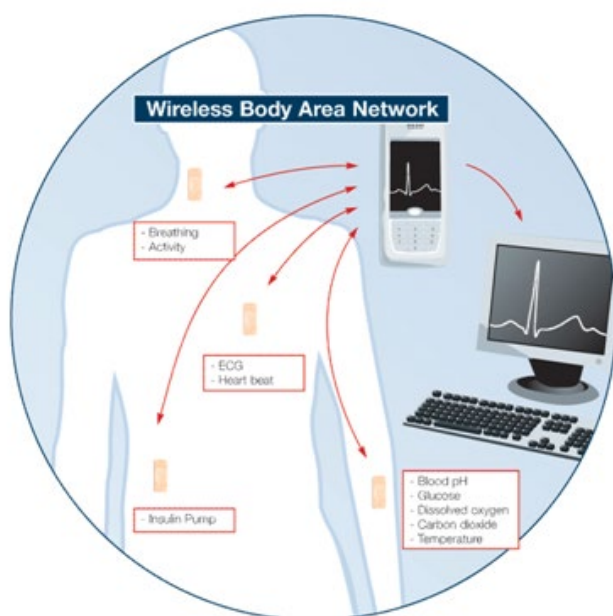 Wireless Body Area Network
- Breathing
- Activity
- ECG
- Heart beat
- Insulin Pump
- Blood pH
- Glucose
- Dissolved oxygen
- Carbon dioxide
- Temperature